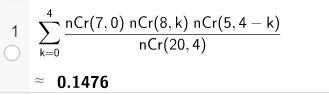 1
4
∑ nCr(7, 0) nCr(8, k) nCr(5, 4 − k) / nCr(20, 4)
k=0
≈ 0.1476